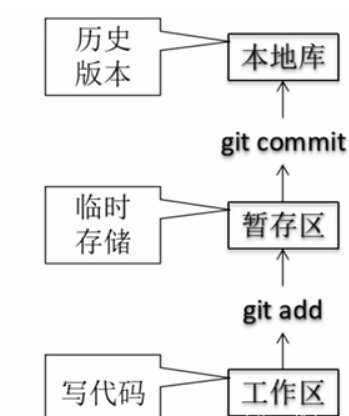 历史
版本
本地库
git commit
临时
存储
暂存区
git add
写代码
工作区